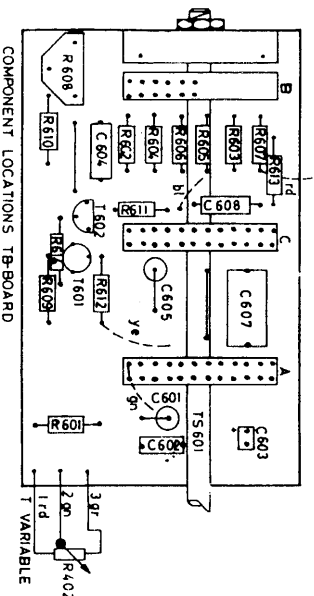 B
R608
R610
C604
R602
R604
R606
R605
R603
R607
R613
rd
bl
R611
C608
T602
C
R614
T601
R609
R612
C605
C607
ye
A
C601
gn
R601
C602
TS601
C603
3 gr
2 gn
1 rd
R402
T VARIABLE
COMPONENT LOCATIONS TB-BOARD